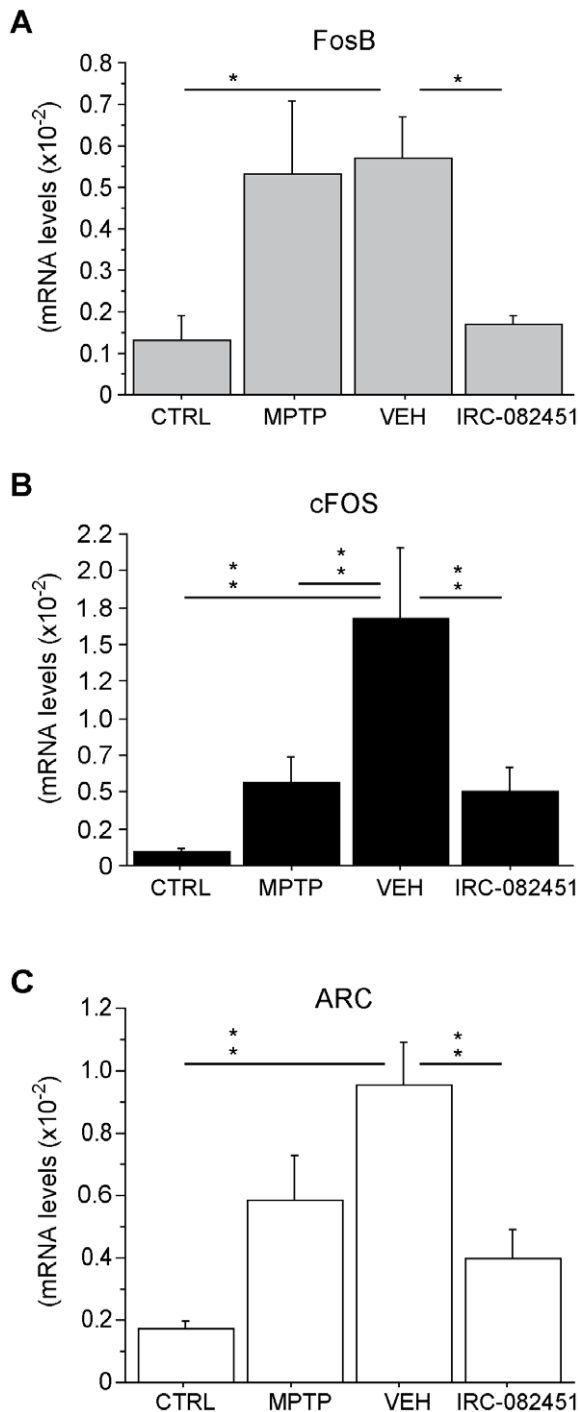 A
FosB
(mRNA levels (x10-2)
0.8
0.7
0.6
0.5
0.3
0.2
0.1
0
*
*
CTRL MPTP VEH IRC-082451
B
cFOS
(mRNA levels (x10-2)
2.2
2.0
1.8
1.5
1.2
1.0
0.7
0.5
0.2
0
* *
* *
* *
CTRL MPTP VEH IRC-082451
C
ARC
(mRNA levels (x10-2)
1.2
1.0
0.8
0.6
0.4
0.2
0
* *
* *
CTRL MPTP VEH IRC-082451